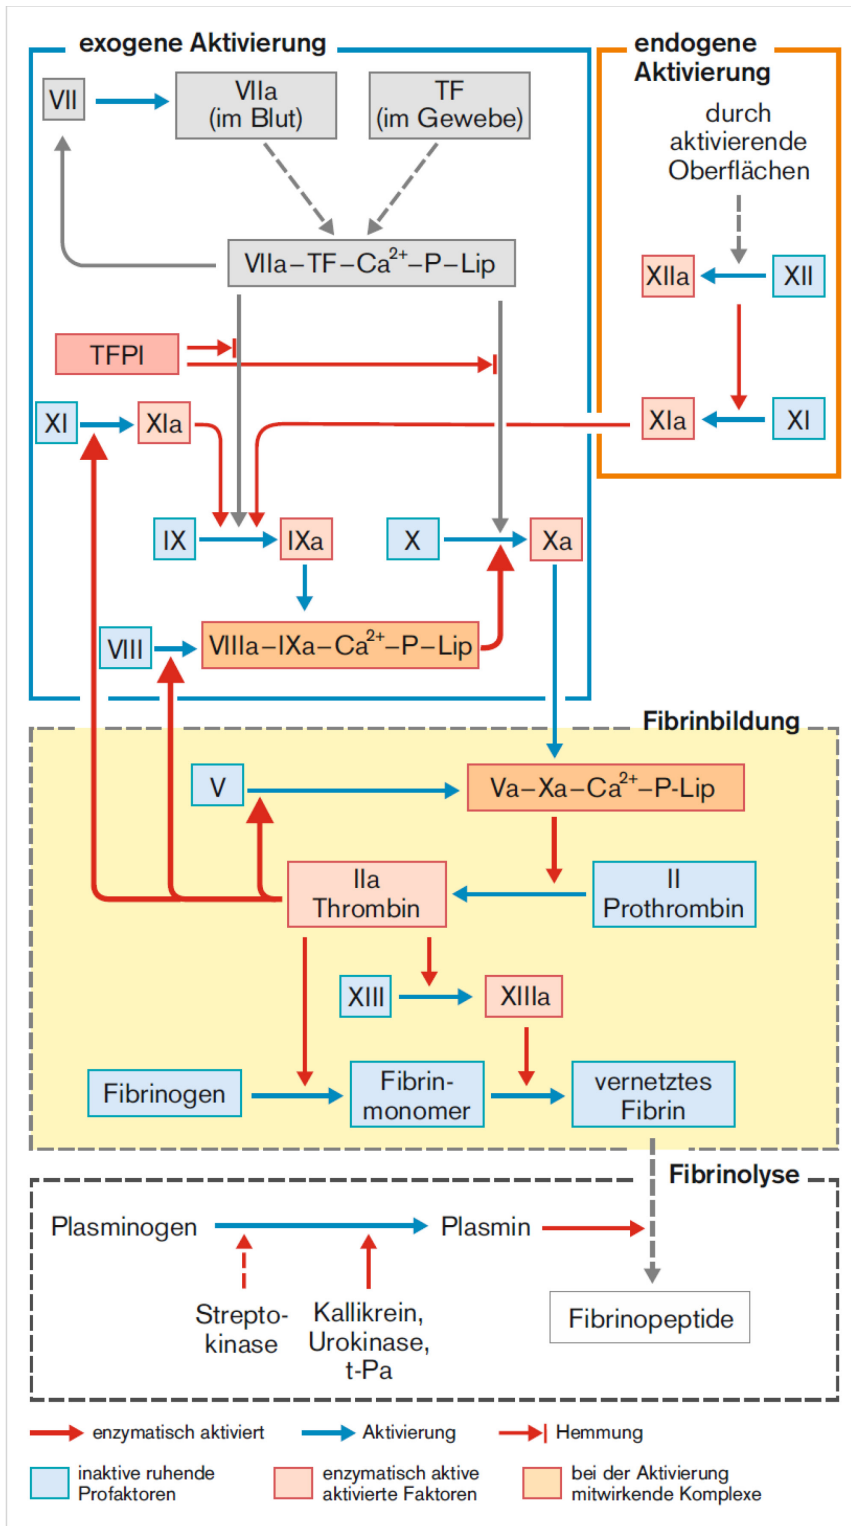 exogene Aktivierung
endogene
Aktivierung
VII
VIIa
(im Blut)
TF
(im Gewebe)
durch
aktivierende
Oberflächen
VIIa–TF–Ca²⁺–P–Lip
XIIa
XII
TFPI
XI
XIa
XIa
XI
IX
IXa
X
Xa
VIII
VIIIa–IXa–Ca²⁺–P–Lip
Fibrinbildung
V
Va–Xa–Ca²⁺–P-Lip
IIa
Thrombin
II
Prothrombin
XIII
XIIIa
Fibrinogen
Fibrin-
monomer
vernetztes
Fibrin
Fibrinolyse
Plasminogen
Plasmin
Strepto-
kinase
Kallikrein,
Urokinase,
t-Pa
Fibrinopeptide
enzymatisch aktiviert
Aktivierung
Hemmung
inaktive ruhende
Profaktoren
enzymatisch aktive
aktivierte Faktoren
bei der Aktivierung
mitwirkende Komplexe